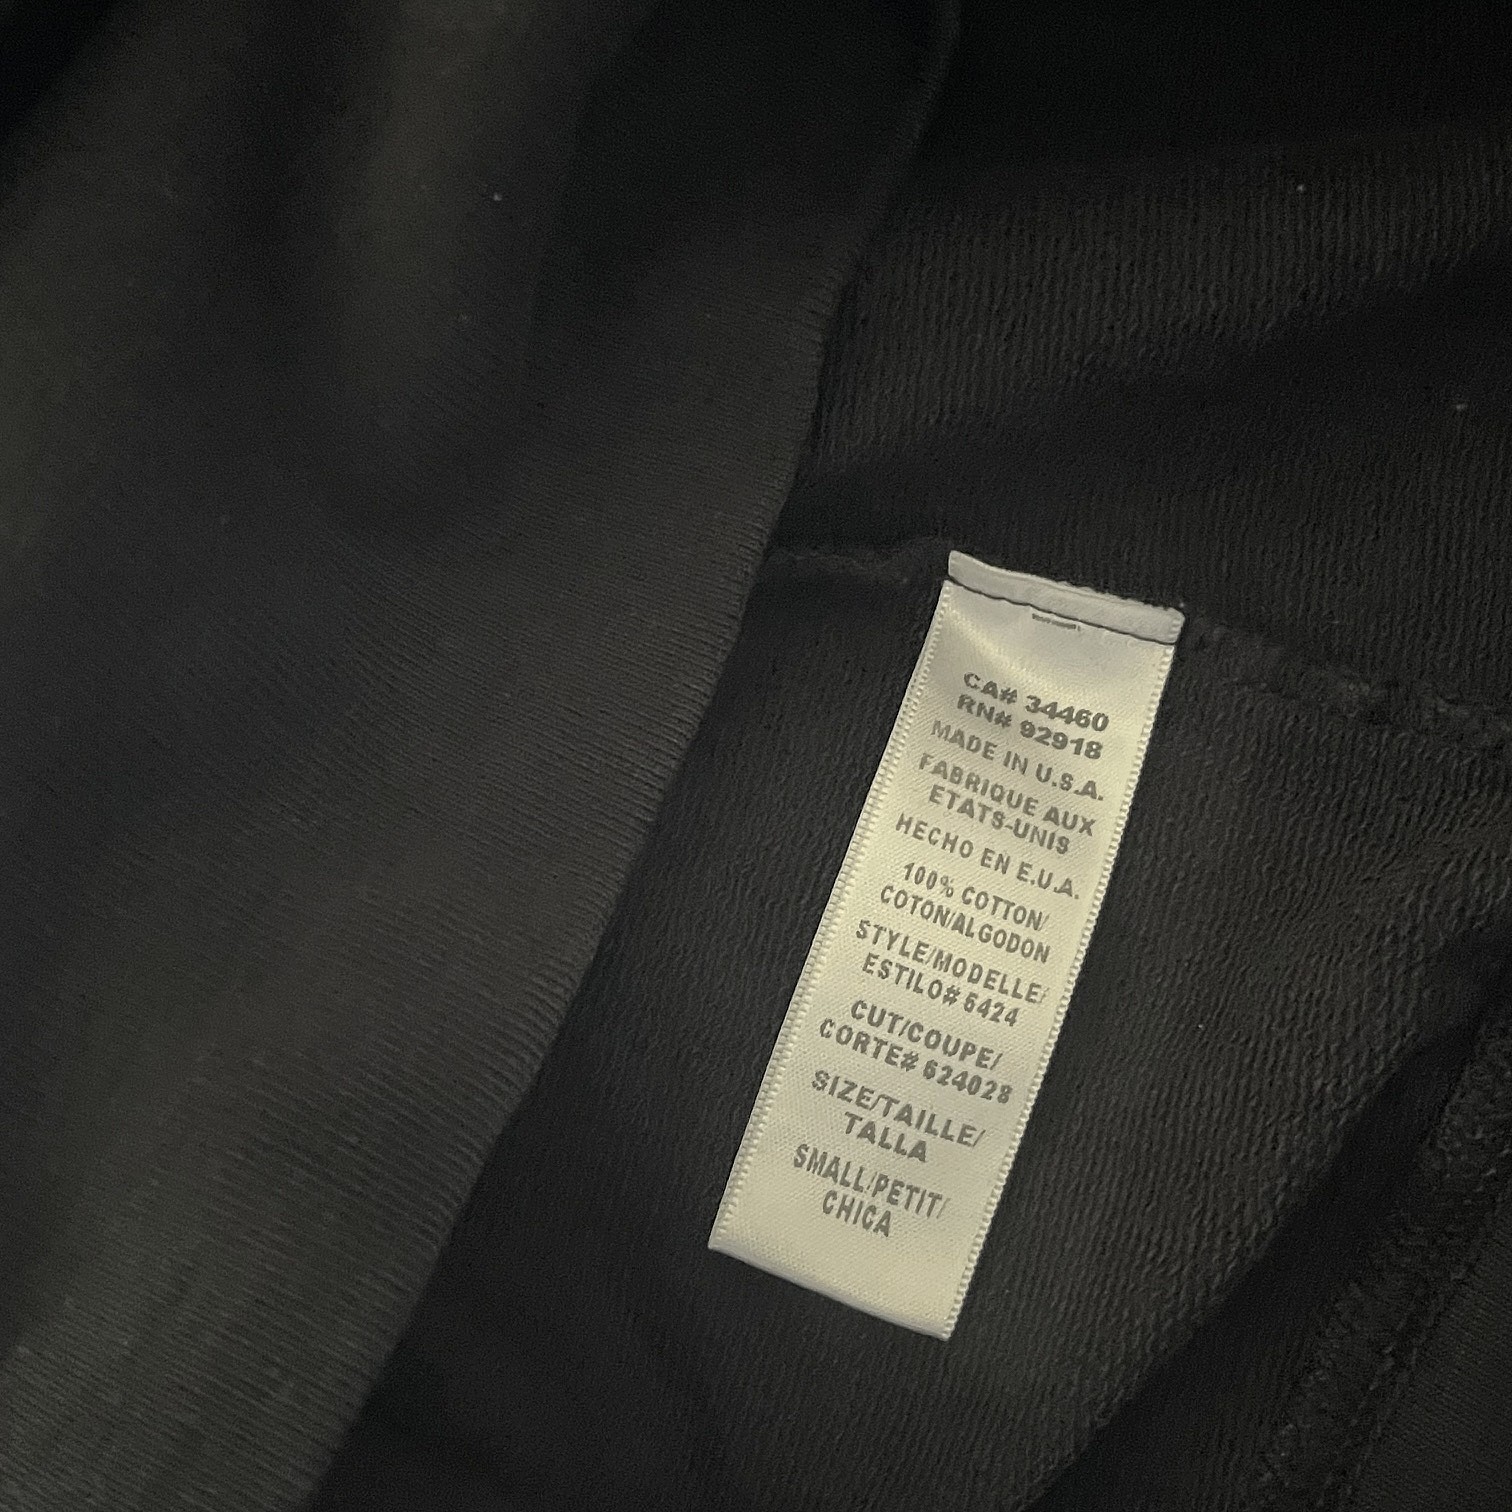 CA# 34460
RN# 92918
MADE IN U.S.A.
FABRIQUE AUX
ETATS-UNIS
HECHO EN E.U.A.
100% COTTON/
COTON/ALGODON
STYLE/MODELLE/
ESTILO# 6424
CUT/COUPE/
CORTE# 624028
SIZE/TAILLE/
TALLA
SMALL/PETIT/
CHICA